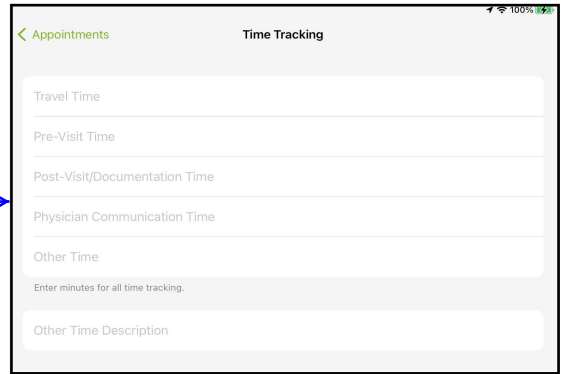 100%
Appointments
Time Tracking
Travel Time
Pre-Visit Time
Post-Visit/Documentation Time
Physician Communication Time
Other Time
Enter minutes for all time tracking.
Other Time Description